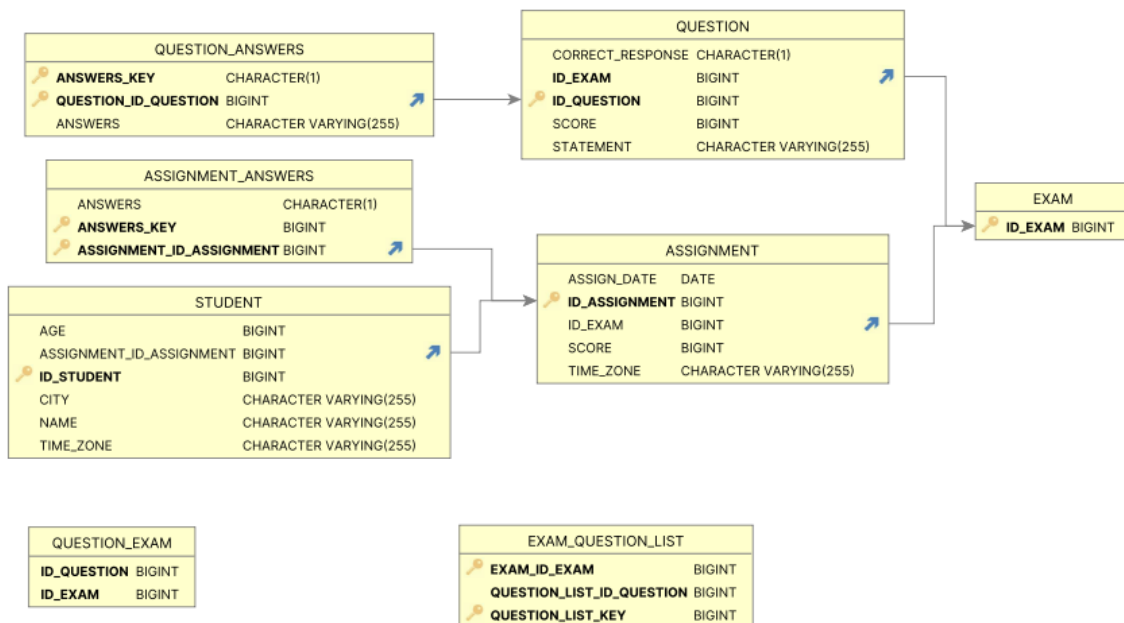 QUESTION_ANSWERS
ANSWERS_KEY CHARACTER(1)
QUESTION_ID_QUESTION BIGINT
ANSWERS CHARACTER VARYING(255)
QUESTION
CORRECT_RESPONSE CHARACTER(1)
ID_EXAM BIGINT
ID_QUESTION BIGINT
SCORE BIGINT
STATEMENT CHARACTER VARYING(255)
ASSIGNMENT_ANSWERS
ANSWERS CHARACTER(1)
ANSWERS_KEY BIGINT
ASSIGNMENT_ID_ASSIGNMENT BIGINT
EXAM
ID_EXAM BIGINT
ASSIGNMENT
ASSIGN_DATE DATE
ID_ASSIGNMENT BIGINT
ID_EXAM BIGINT
SCORE BIGINT
TIME_ZONE CHARACTER VARYING(255)
STUDENT
AGE BIGINT
ASSIGNMENT_ID_ASSIGNMENT BIGINT
ID_STUDENT BIGINT
CITY CHARACTER VARYING(255)
NAME CHARACTER VARYING(255)
TIME_ZONE CHARACTER VARYING(255)
QUESTION_EXAM
ID_QUESTION BIGINT
ID_EXAM BIGINT
EXAM_QUESTION_LIST
EXAM_ID_EXAM BIGINT
QUESTION_LIST_ID_QUESTION BIGINT
QUESTION_LIST_KEY BIGINT